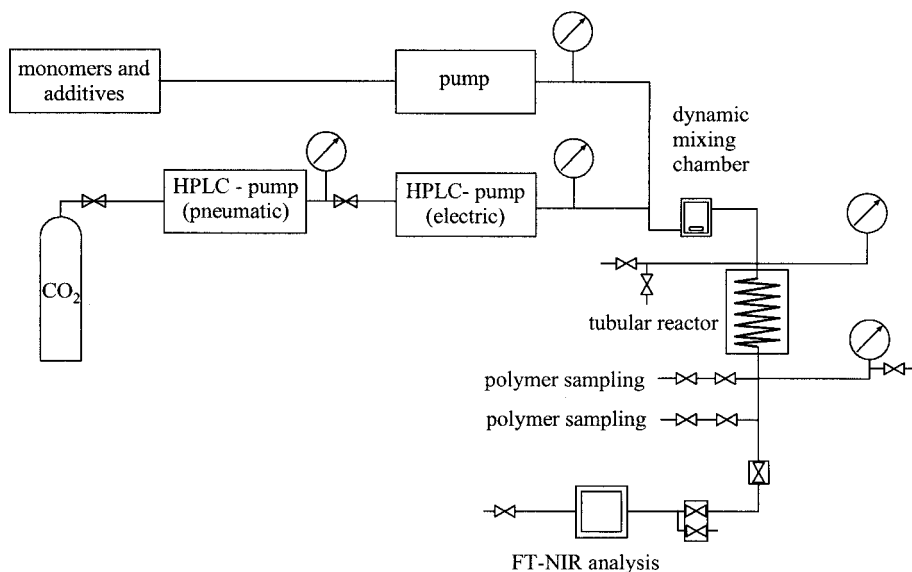 monomers and
additives
pump
dynamic
mixing
chamber
HPLC - pump
(pneumatic)
HPLC- pump
(electric)
CO₂
tubular reactor
polymer sampling
polymer sampling
FT-NIR analysis